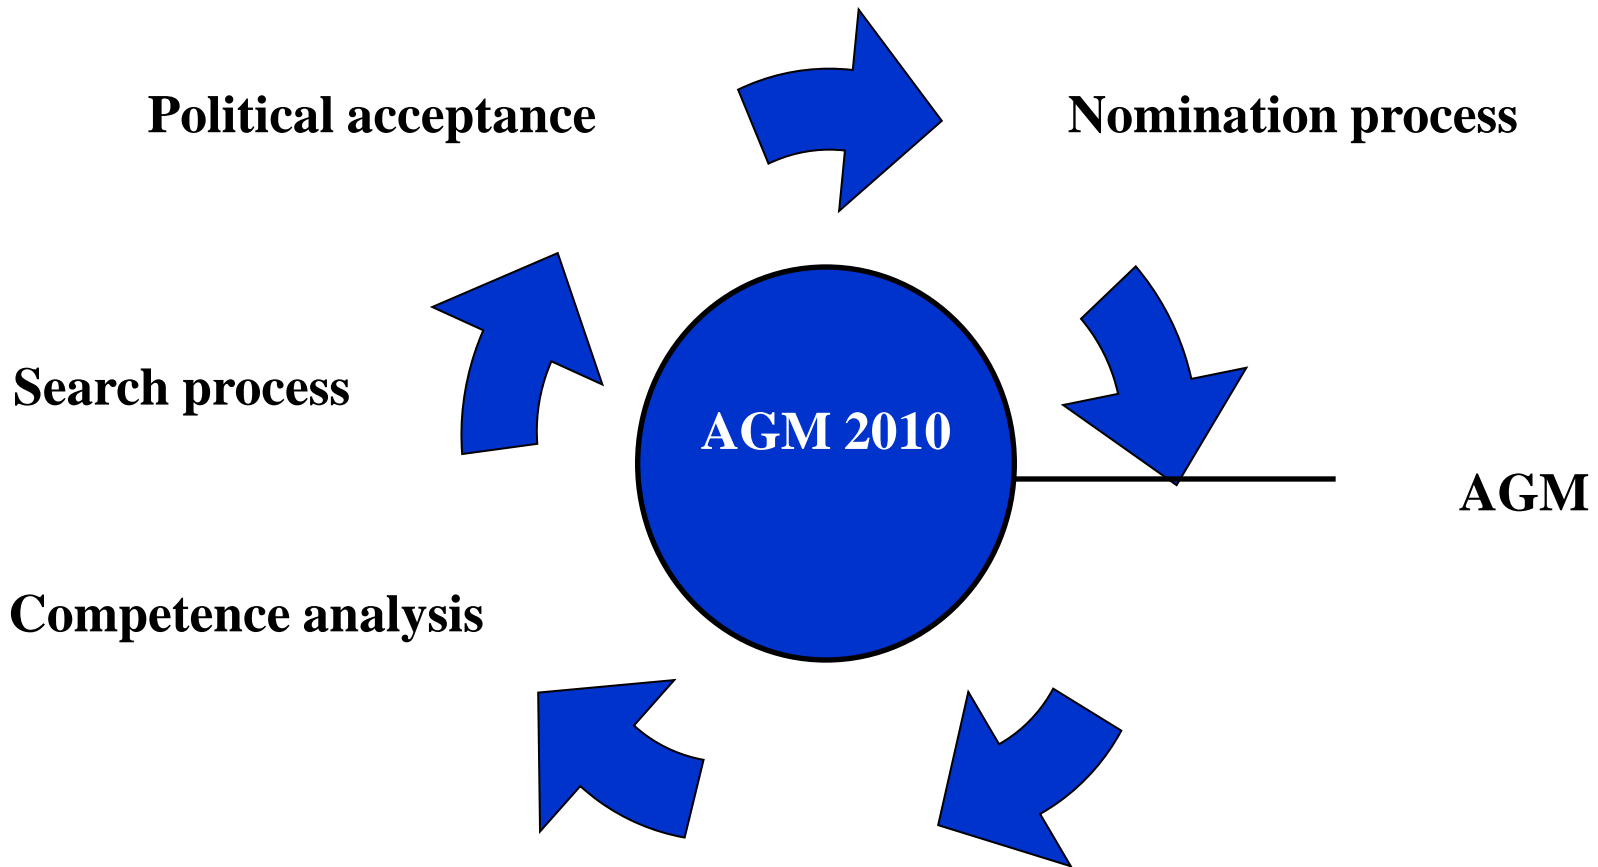 Political acceptance
Nomination process
Search process
AGM 2010
AGM
Competence analysis